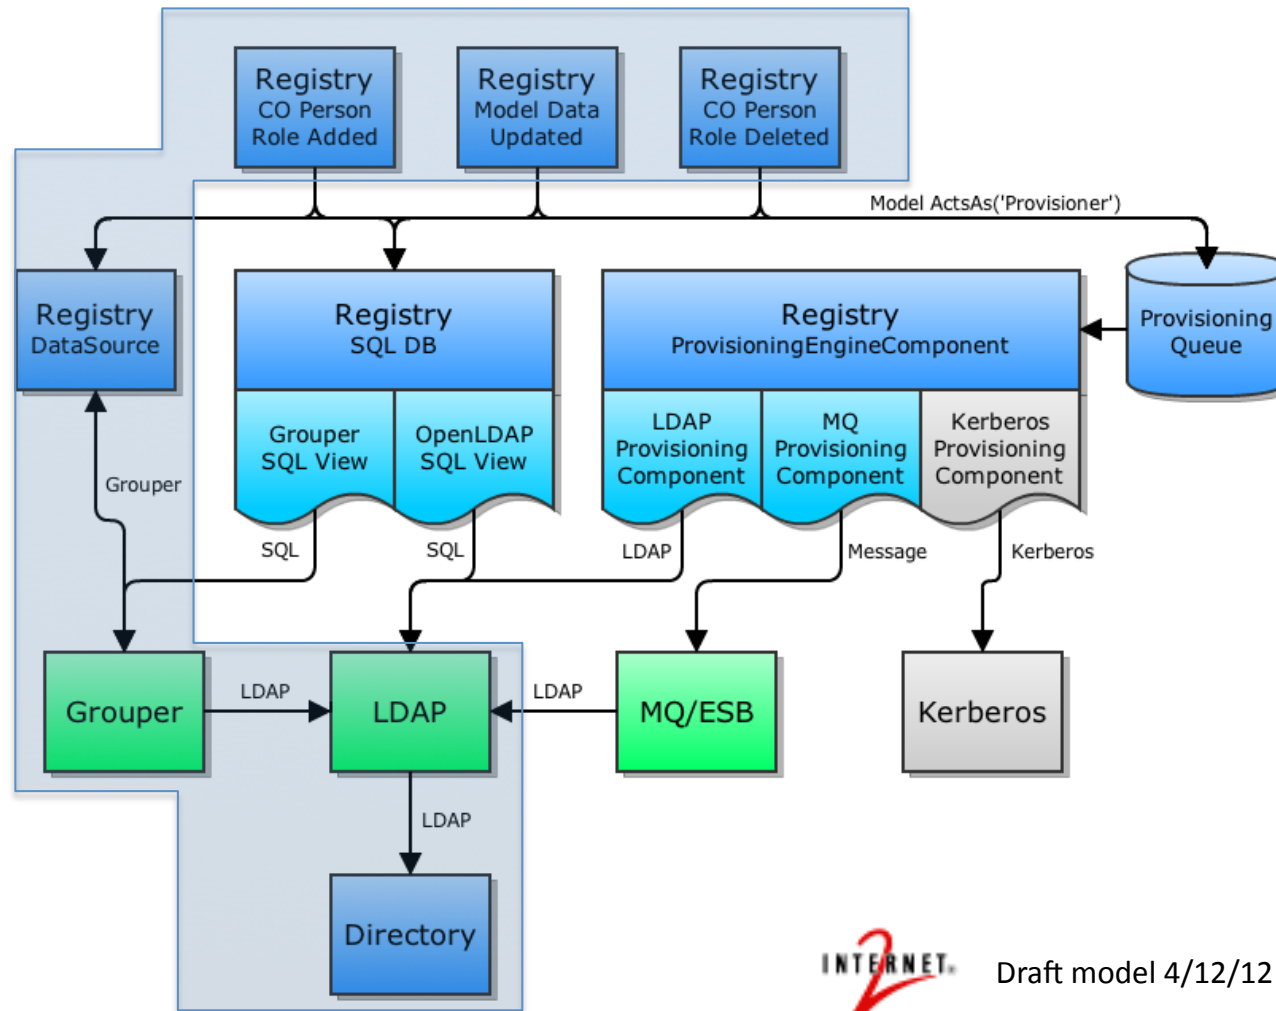 Registry
CO Person
Role Added
Registry
Model Data
Updated
Registry
CO Person
Role Deleted
Model ActsAs('Provisioner')
Registry
DataSource
Registry
SQL DB
Registry
ProvisioningEngineComponent
Provisioning
Queue
Grouper
SQL View
OpenLDAP
SQL View
LDAP
Provisioning
Component
MQ
Provisioning
Component
Kerberos
Provisioning
Component
Grouper
SQL
SQL
LDAP
Message
Kerberos
Grouper
LDAP
LDAP
LDAP
MQ/ESB
Kerberos
LDAP
Directory
INTERNET®
2
Draft model 4/12/12